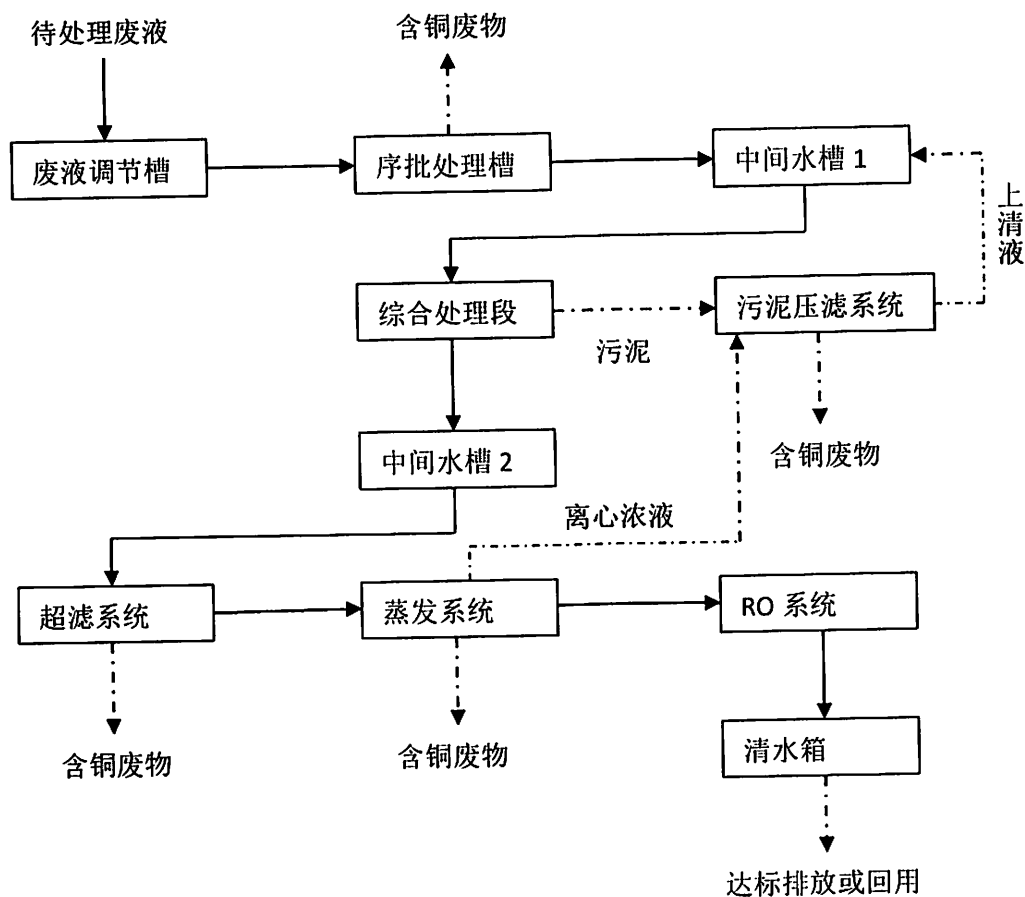 待处理废液
含铜废物
废液调节槽
序批处理槽
中间水槽 1
上清液
综合处理段
污泥
污泥压滤系统
含铜废物
中间水槽 2
离心浓液
超滤系统
蒸发系统
RO 系统
含铜废物
含铜废物
清水箱
达标排放或回用